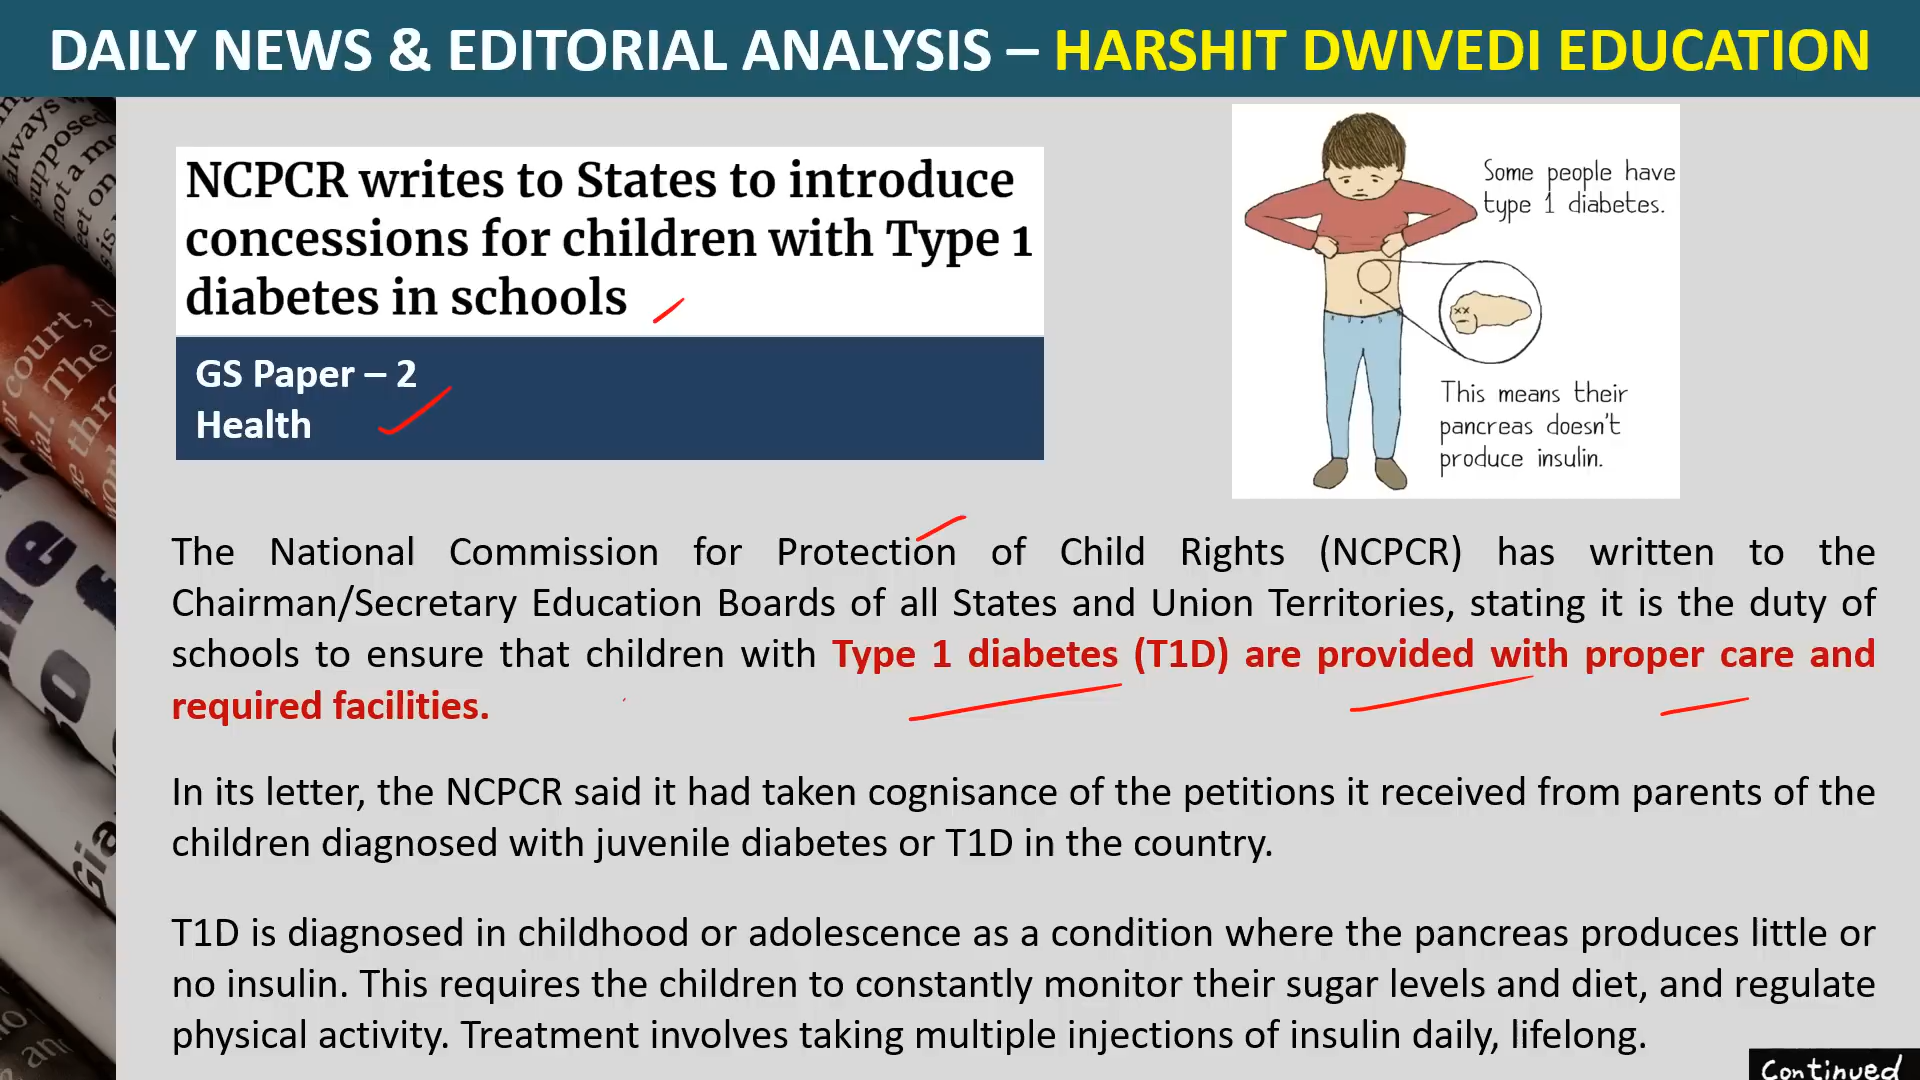 DAILY NEWS & EDITORIAL ANALYSIS – HARSHIT DWIVEDI EDUCATION
NCPCR writes to States to introduce
concessions for children with Type 1
diabetes in schools
GS Paper – 2
Health
Some people have
type 1 diabetes.
This means their
pancreas doesn't
produce insulin.
The National Commission for Protection of Child Rights (NCPCR) has written to the
Chairman/Secretary Education Boards of all States and Union Territories, stating it is the duty of
schools to ensure that children with Type 1 diabetes (T1D) are provided with proper care and
required facilities.
In its letter, the NCPCR said it had taken cognisance of the petitions it received from parents of the
children diagnosed with juvenile diabetes or T1D in the country.
T1D is diagnosed in childhood or adolescence as a condition where the pancreas produces little or
no insulin. This requires the children to constantly monitor their sugar levels and diet, and regulate
physical activity. Treatment involves taking multiple injections of insulin daily, lifelong.
Continued